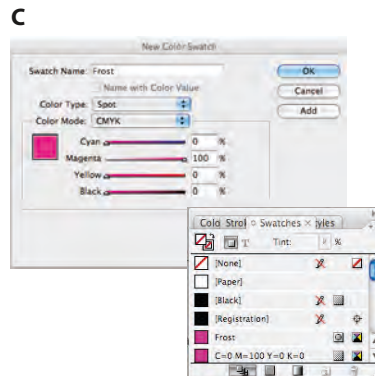 C
New Color Swatch
Swatch Name: Frost
OK
Name with Color Value
Cancel
Color Type: Spot
Add
Color Mode: CMYK
Cyan 0 %
Magenta 100 %
Yellow 0 %
Black 0 %
Swatches
Tint: %
[None]
[Paper]
[Black]
[Registration]
Frost
C=0 M=100 Y=0 K=0